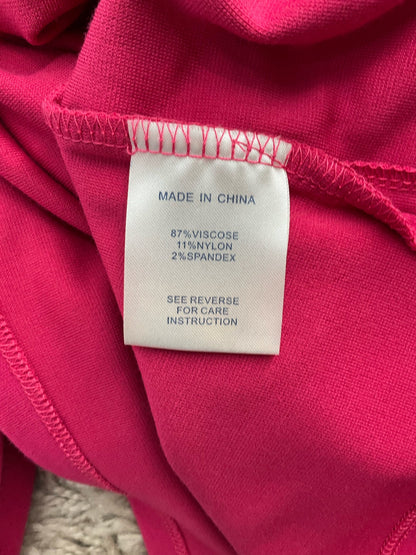 MADE IN CHINA
87%VISCOSE
11%NYLON
2%SPANDEX
SEE REVERSE
FOR CARE
INSTRUCTION